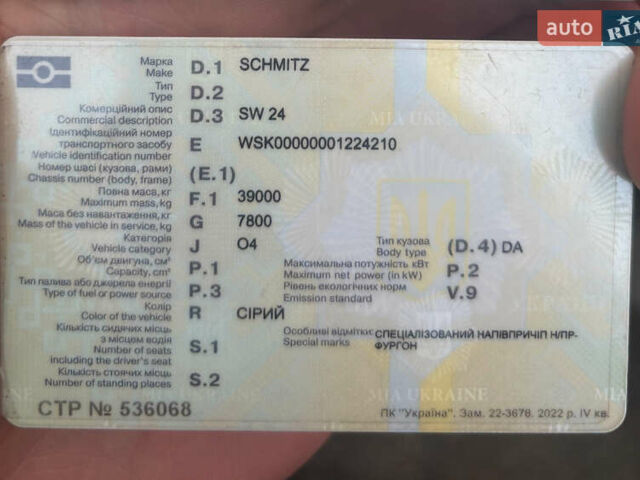 auto RIA
Марка
Make D.1 SCHMITZ
Тип
Type D.2
Комерційний опис
Commercial description D.3 SW 24
Ідентифікаційний номер
транспортного засобу
Vehicle identification number E WSK00000001224210
Номер шасі (кузова, рами)
Chassis number (body, frame) (E.1)
Повна маса, кг
Maximum mass, kg F.1 39000
Маса без навантаження, кг
Mass of the vehicle in service, kg G 7800
Категорія
Vehicle category J O4
Тип кузова
Body type (D.4) DA
Об'єм двигуна, см³
Capacity, cm³ P.1
Максимальна потужність кВт
Maximum net power (in kW) P.2
Тип палива або джерела енергії
Type of fuel or power source P.3
Рівень екологічних норм
Emission standard V.9
Колір
Color of the vehicle R СІРИЙ
Особливі відмітки
Special marks СПЕЦІАЛІЗОВАНИЙ НАПІВПРИЧІП Н/ПР-
ФУРГОН
Кількість сидячих місць
з місцем водія
Number of seats
including the driver's seat S.1
Кількість стоячих місць
Number of standing places S.2
MIA UKRAINE
СТР № 536068
ПК "Україна". Зам. 22-3678. 2022 р. IV кв.